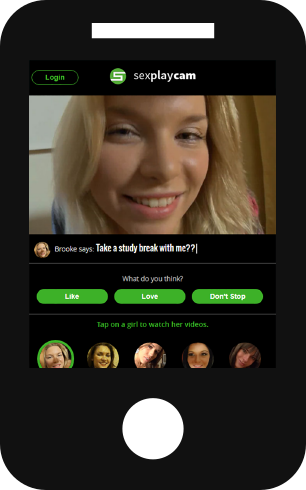 Login
sexplaycam
Brooke says: Take a study break with me??|
What do you think?
Like
Love
Don't Stop
Tap on a girl to watch her videos.